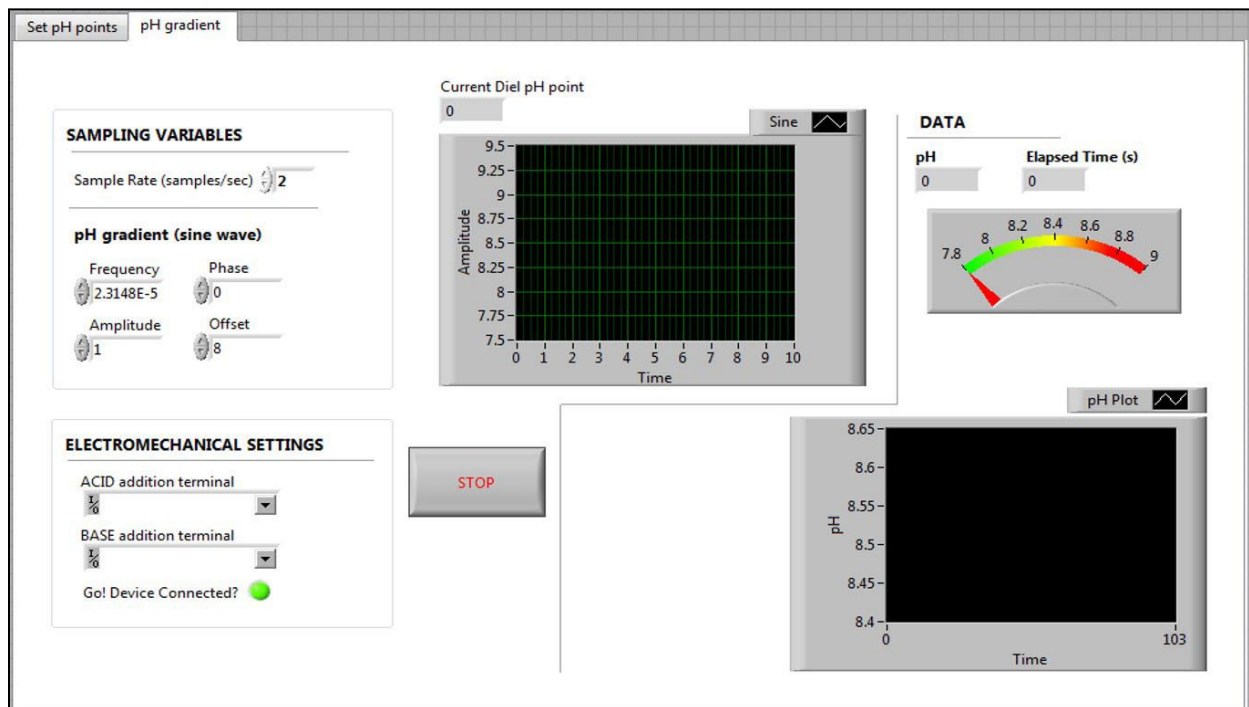 Set pH points
pH gradient
SAMPLING VARIABLES
Sample Rate (samples/sec) 2
pH gradient (sine wave)
Frequency Phase
2.3148E-5 0
Amplitude Offset
1 8
ELECTROMECHANICAL SETTINGS
ACID addition terminal
I/O
BASE addition terminal
I/O
Go! Device Connected?
STOP
Current Diel pH point
0
Sine
Amplitude
9.5
9.25
9
8.75
8.5
8.25
8
7.75
7.5
0 1 2 3 4 5 6 7 8 9 10
Time
DATA
pH Elapsed Time (s)
0 0
7.8 8 8.2 8.4 8.6 8.8 9
pH Plot
pH
8.65
8.6
8.55
8.5
8.45
8.4
0 103
Time